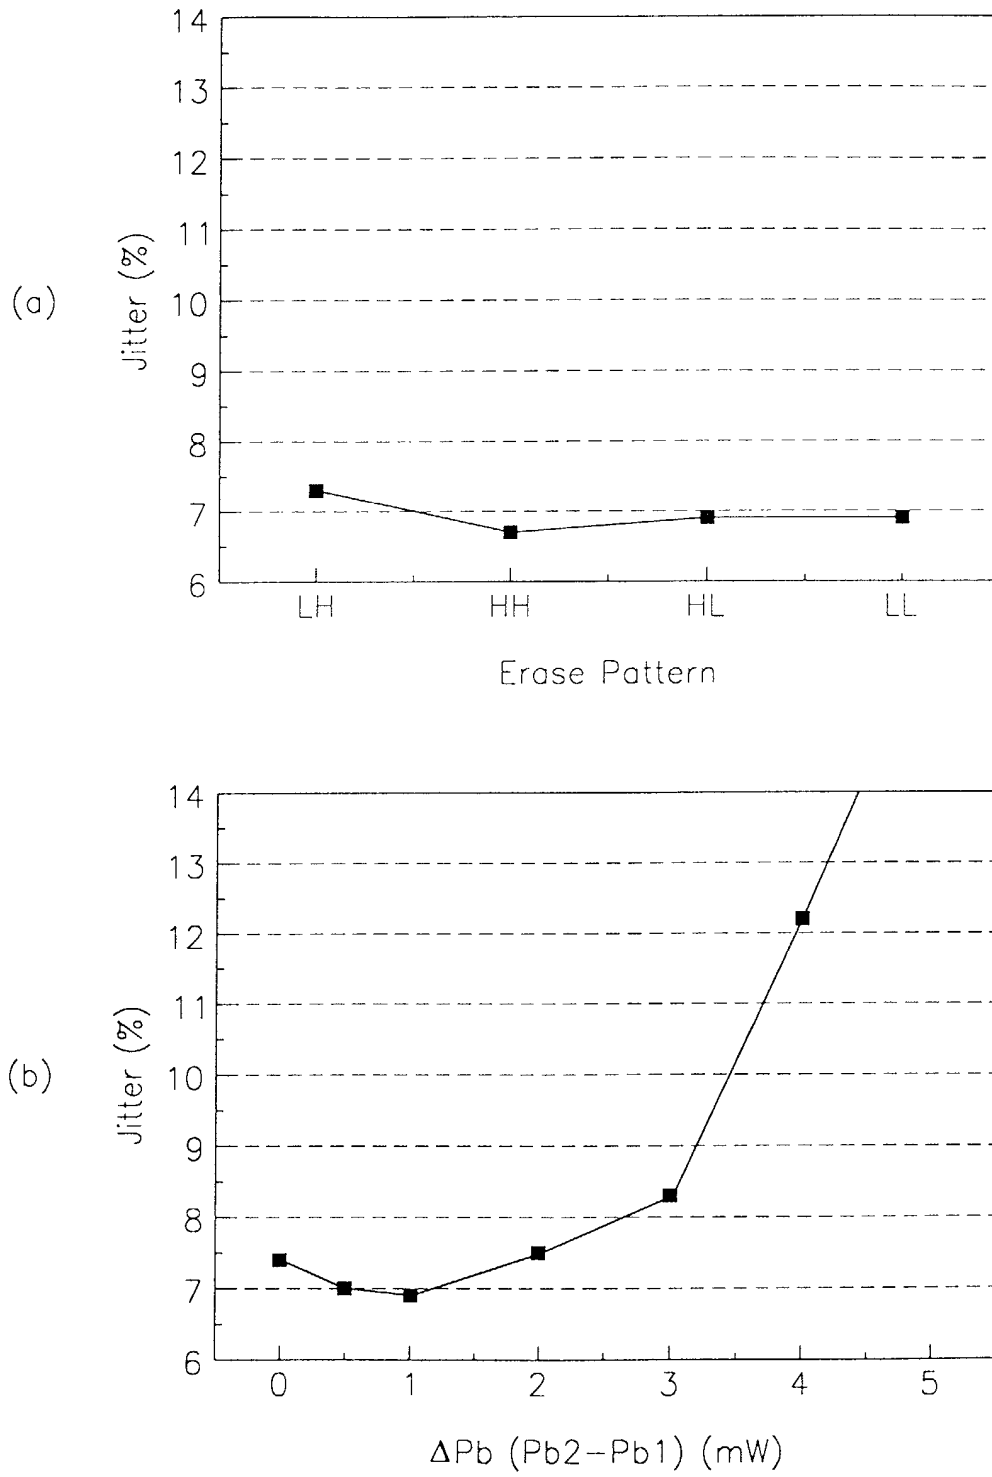 14
13
12
11
10
9
8
7
6
Jitter (%)
(a)
LH HH HL LL
Erase Pattern
14
13
12
11
10
9
8
7
6
Jitter (%)
(b)
0 1 2 3 4 5
ΔPb (Pb2-Pb1) (mW)